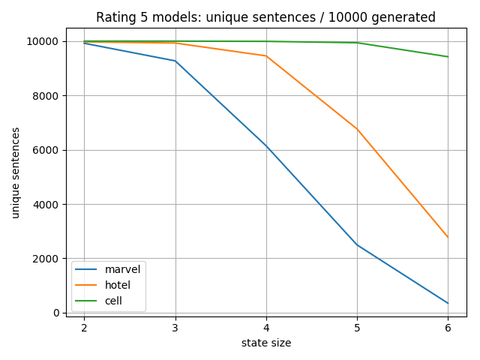 Rating 5 models: unique sentences / 10000 generated
10000
8000
6000
4000
2000
0
unique sentences
marvel
hotel
cell
2 3 4 5 6
state size